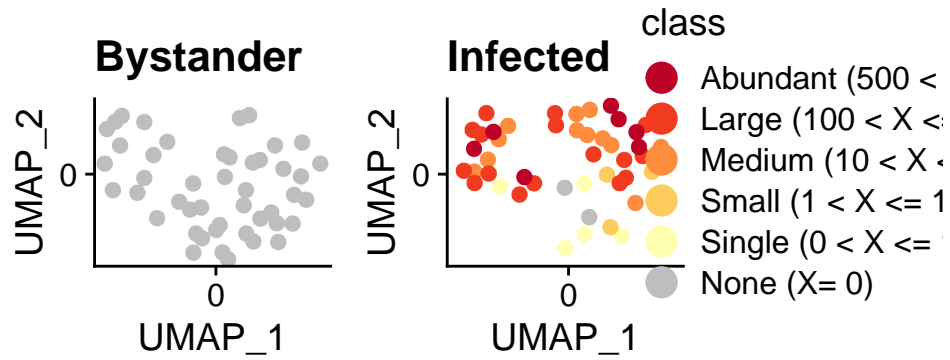 class
Bystander
Infected
UMAP_2
0
0
UMAP_1
UMAP_2
0
UMAP_1
Abundant (500 <
Large (100 < X <=
Medium (10 < X <
Small (1 < X <= 1
Single (0 < X <=
None (X= 0)